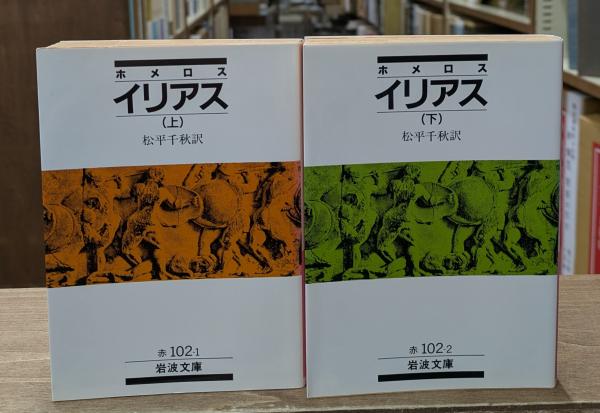 ホメロス
イリアス
(上)
松平千秋訳
赤 102-1
岩波文庫
ホメロス
イリアス
(下)
松平千秋訳
赤 102-2
岩波文庫